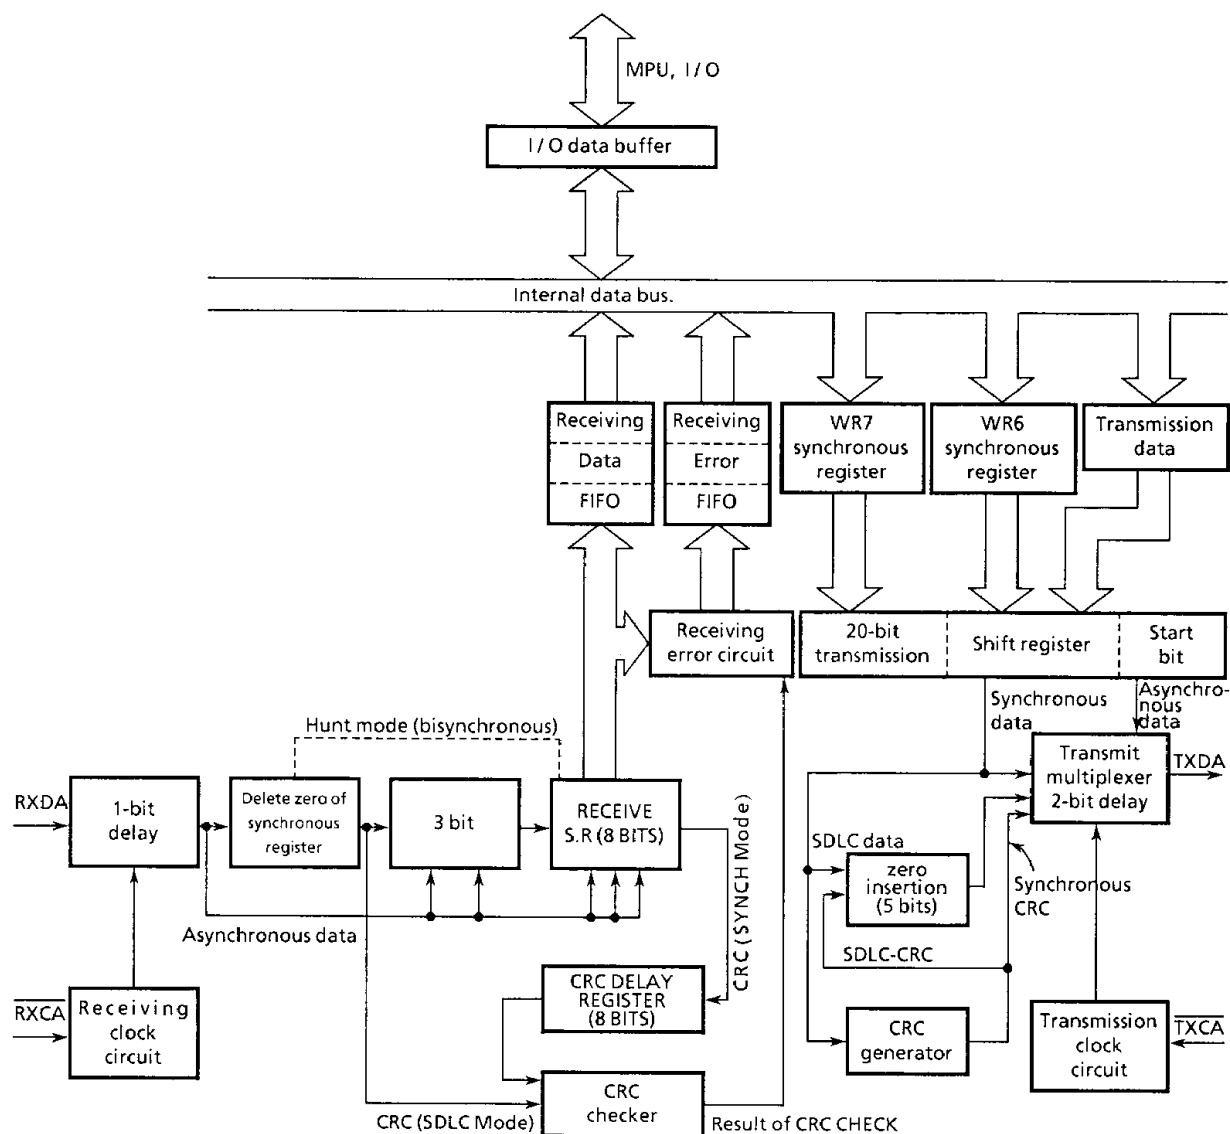 MPU, I/O
I/O data buffer
Internal data bus.
Receiving
Data
FIFO
Receiving
Error
FIFO
WR7
synchronous
register
WR6
synchronous
register
Transmission
data
Receiving
error circuit
20-bit
transmission
Shift register
Start
bit
Synchronous
data
Asynchro-
nous
data
Hunt mode (bisynchronous)
RXDA
1-bit
delay
Delete zero of
synchronous
register
3 bit
RECEIVE
S.R (8 BITS)
CRC (SYNCH Mode)
Transmit
multiplexer
2-bit delay
TXDA
SDLC data
zero
insertion
(5 bits)
Synchronous
CRC
Asynchronous data
SDLC-CRC
RXCA
Receiving
clock
circuit
CRC DELAY
REGISTER
(8 BITS)
CRC
generator
Transmission
clock
circuit
TXCA
CRC
checker
CRC (SDLC Mode)
Result of CRC CHECK